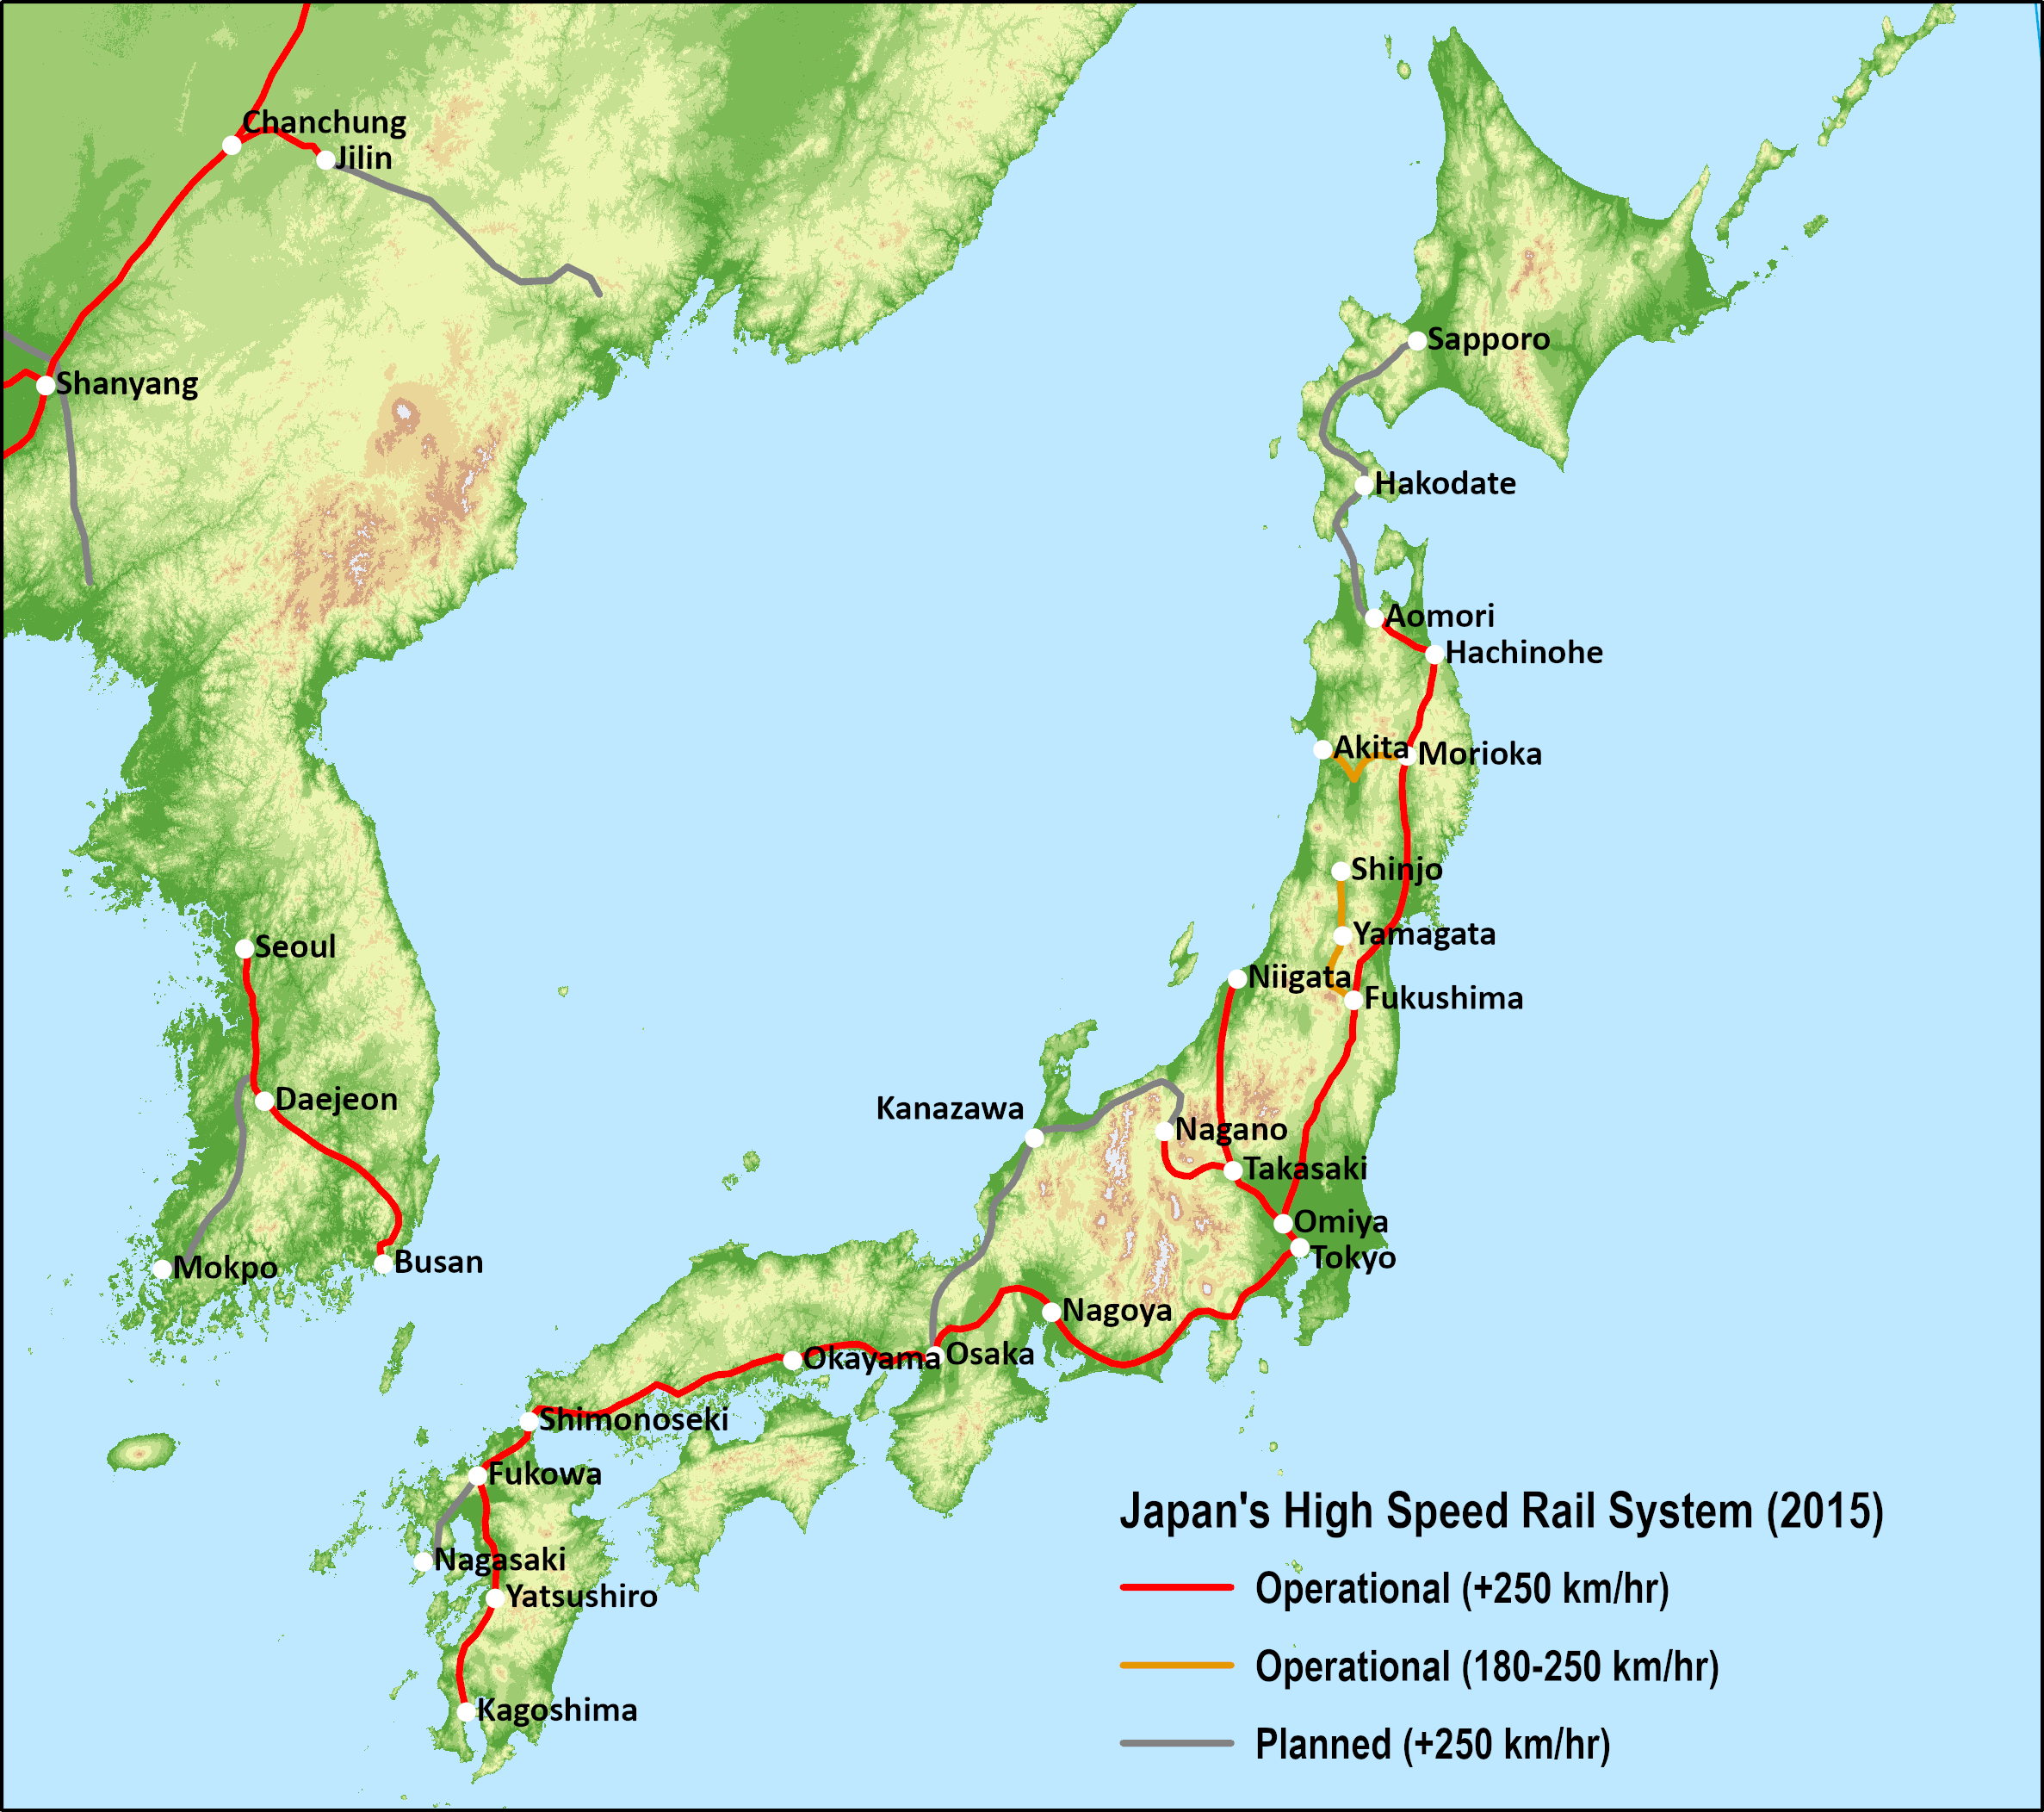 Chanchung
Jilin
Sapporo
Shanyang
Hakodate
Aomori
Hachinohe
Akita
Morioka
Shinjo
Yamagata
Seoul
Niigata
Fukushima
Daejeon
Kanazawa
Nagano
Takasaki
Omiya
Tokyo
Mokpo
Busan
Nagoya
Okayama
Osaka
Shimonoseki
Fukowa
Nagasaki
Yatsushiro
Kagoshima
Japan's High Speed Rail System (2015)
Operational (+250 km/hr)
Operational (180-250 km/hr)
Planned (+250 km/hr)